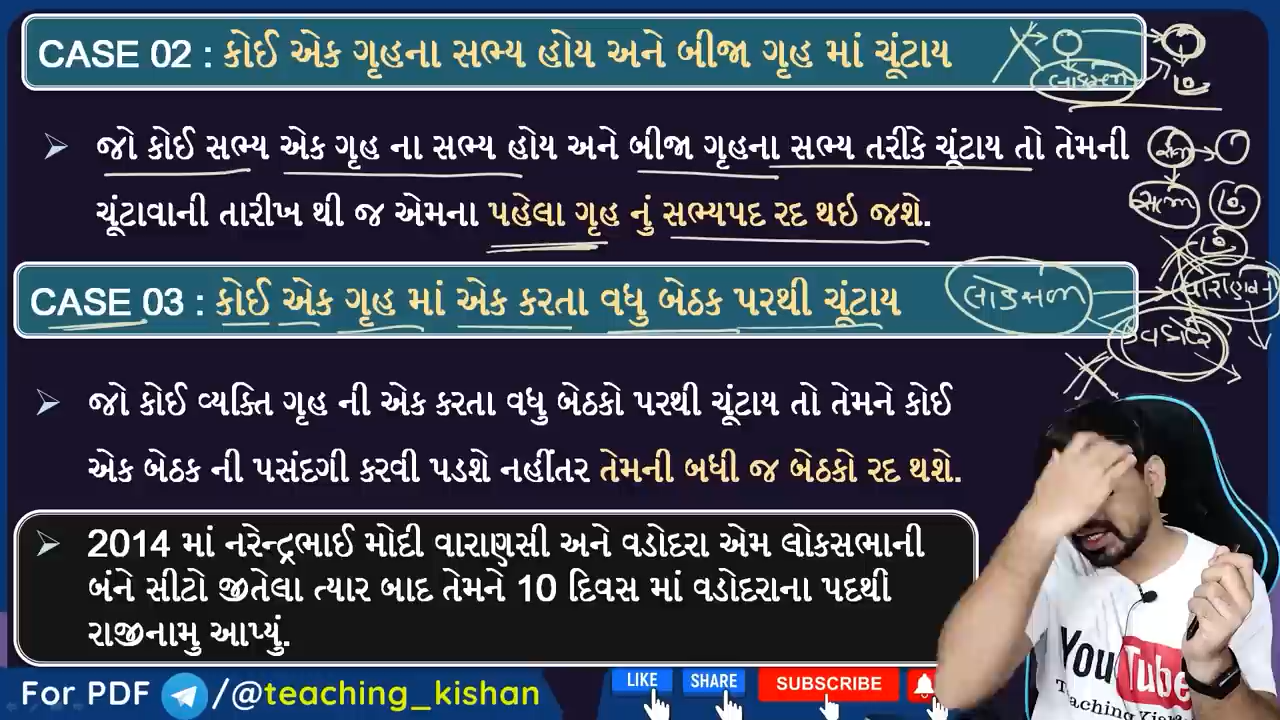 CASE 02 : કોઈ એક ગૃહના સભ્ય હોય અને બીજા ગૃહ માં ચૂંટાય
જો કોઈ સભ્ય એક ગૃહ ના સભ્ય હોય અને બીજા ગૃહના સભ્ય તરીકે ચૂંટાય તો તેમની
ચૂંટાવાની તારીખ થી જ એમના પહેલા ગૃહ નું સભ્યપદ રદ થઇ જશે.
CASE 03 : કોઈ એક ગૃહ માં એક કરતા વધુ બેઠક પરથી ચૂંટાય
જો કોઈ વ્યક્તિ ગૃહ ની એક કરતા વધુ બેઠકો પરથી ચૂંટાય તો તેમને કોઈ
એક બેઠક ની પસંદગી કરવી પડશે નહીંતર તેમની બધી જ બેઠકો રદ થશે.
2014 માં નરેન્દ્રભાઈ મોદી વારાણસી અને વડોદરા એમ લોકસભાની
બંને સીટો જીતેલા ત્યાર બાદ તેમને 10 દિવસ માં વડોદરાના પદથી
રાજીનામુ આપ્યું.
You Tube
For PDF /@teaching_kishan
LIKE SHARE SUBSCRIBE